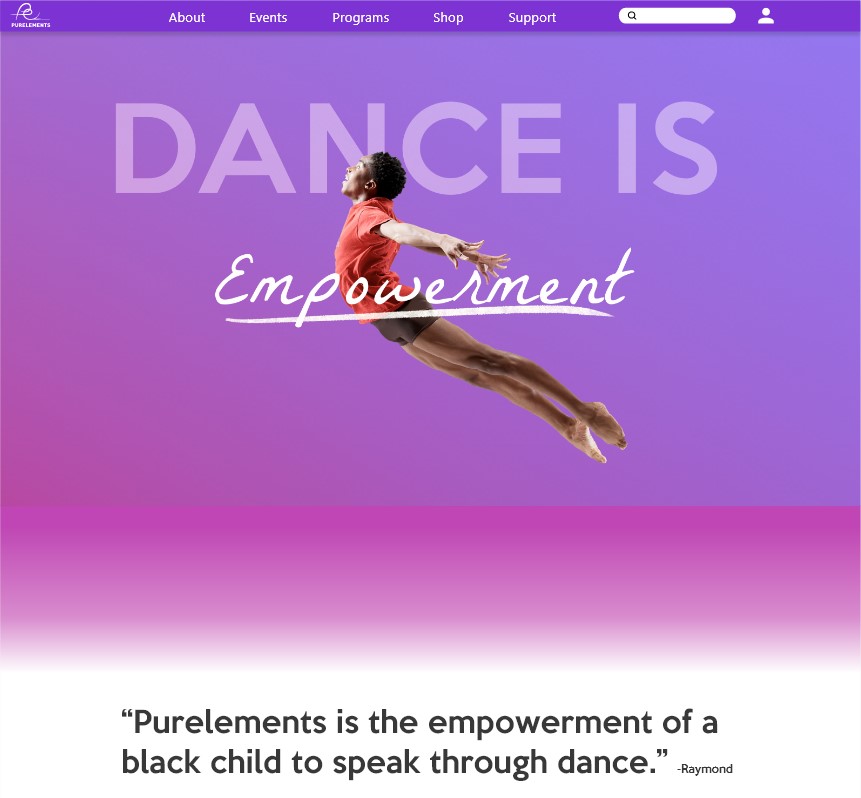 PURELEMENTS
About Events Programs Shop Support
DANCE IS
Empowerment
“Purelements is the empowerment of a
black child to speak through dance.” -Raymond